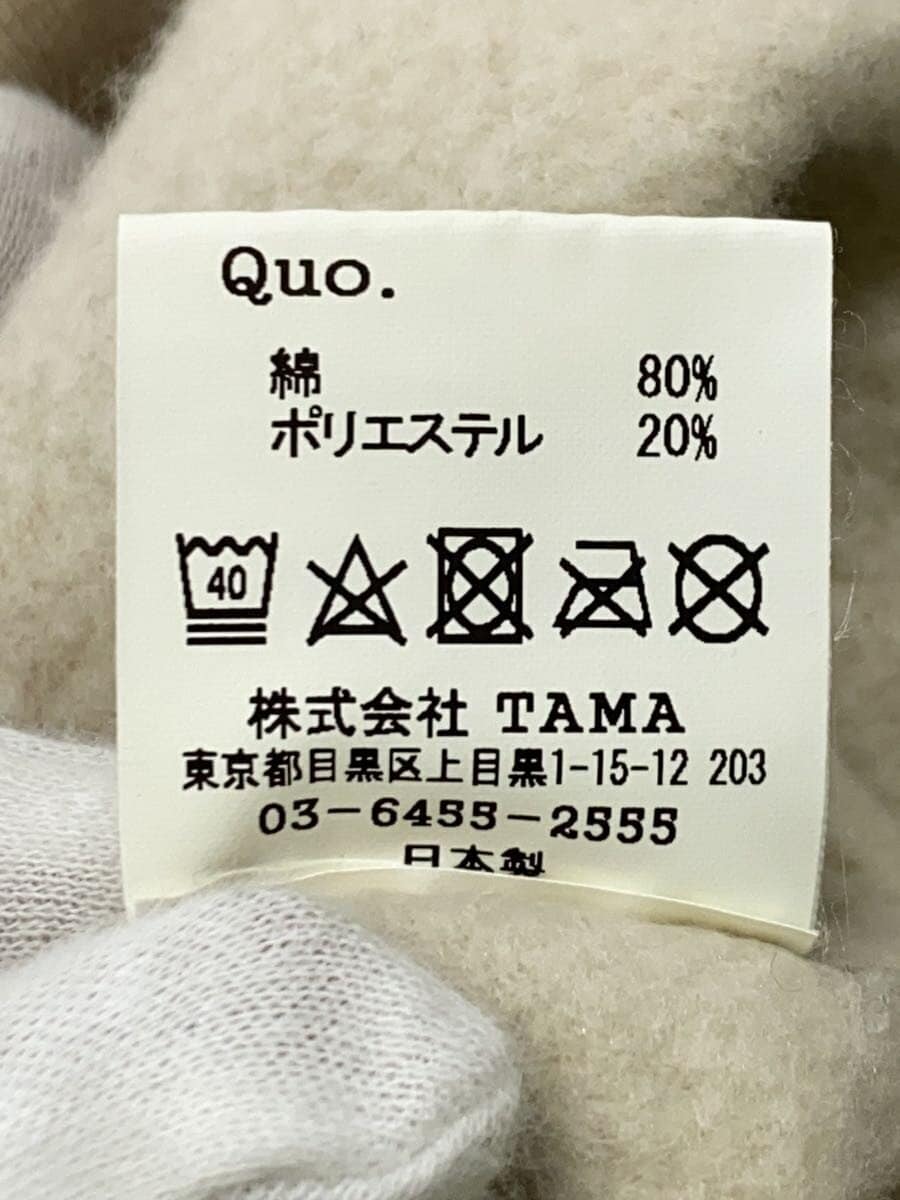 Quo.
綿 80%
ポリエステル 20%
40
株式会社 TAMA
東京都目黒区上目黒1-15-12 203
03-6455-2555
日本製